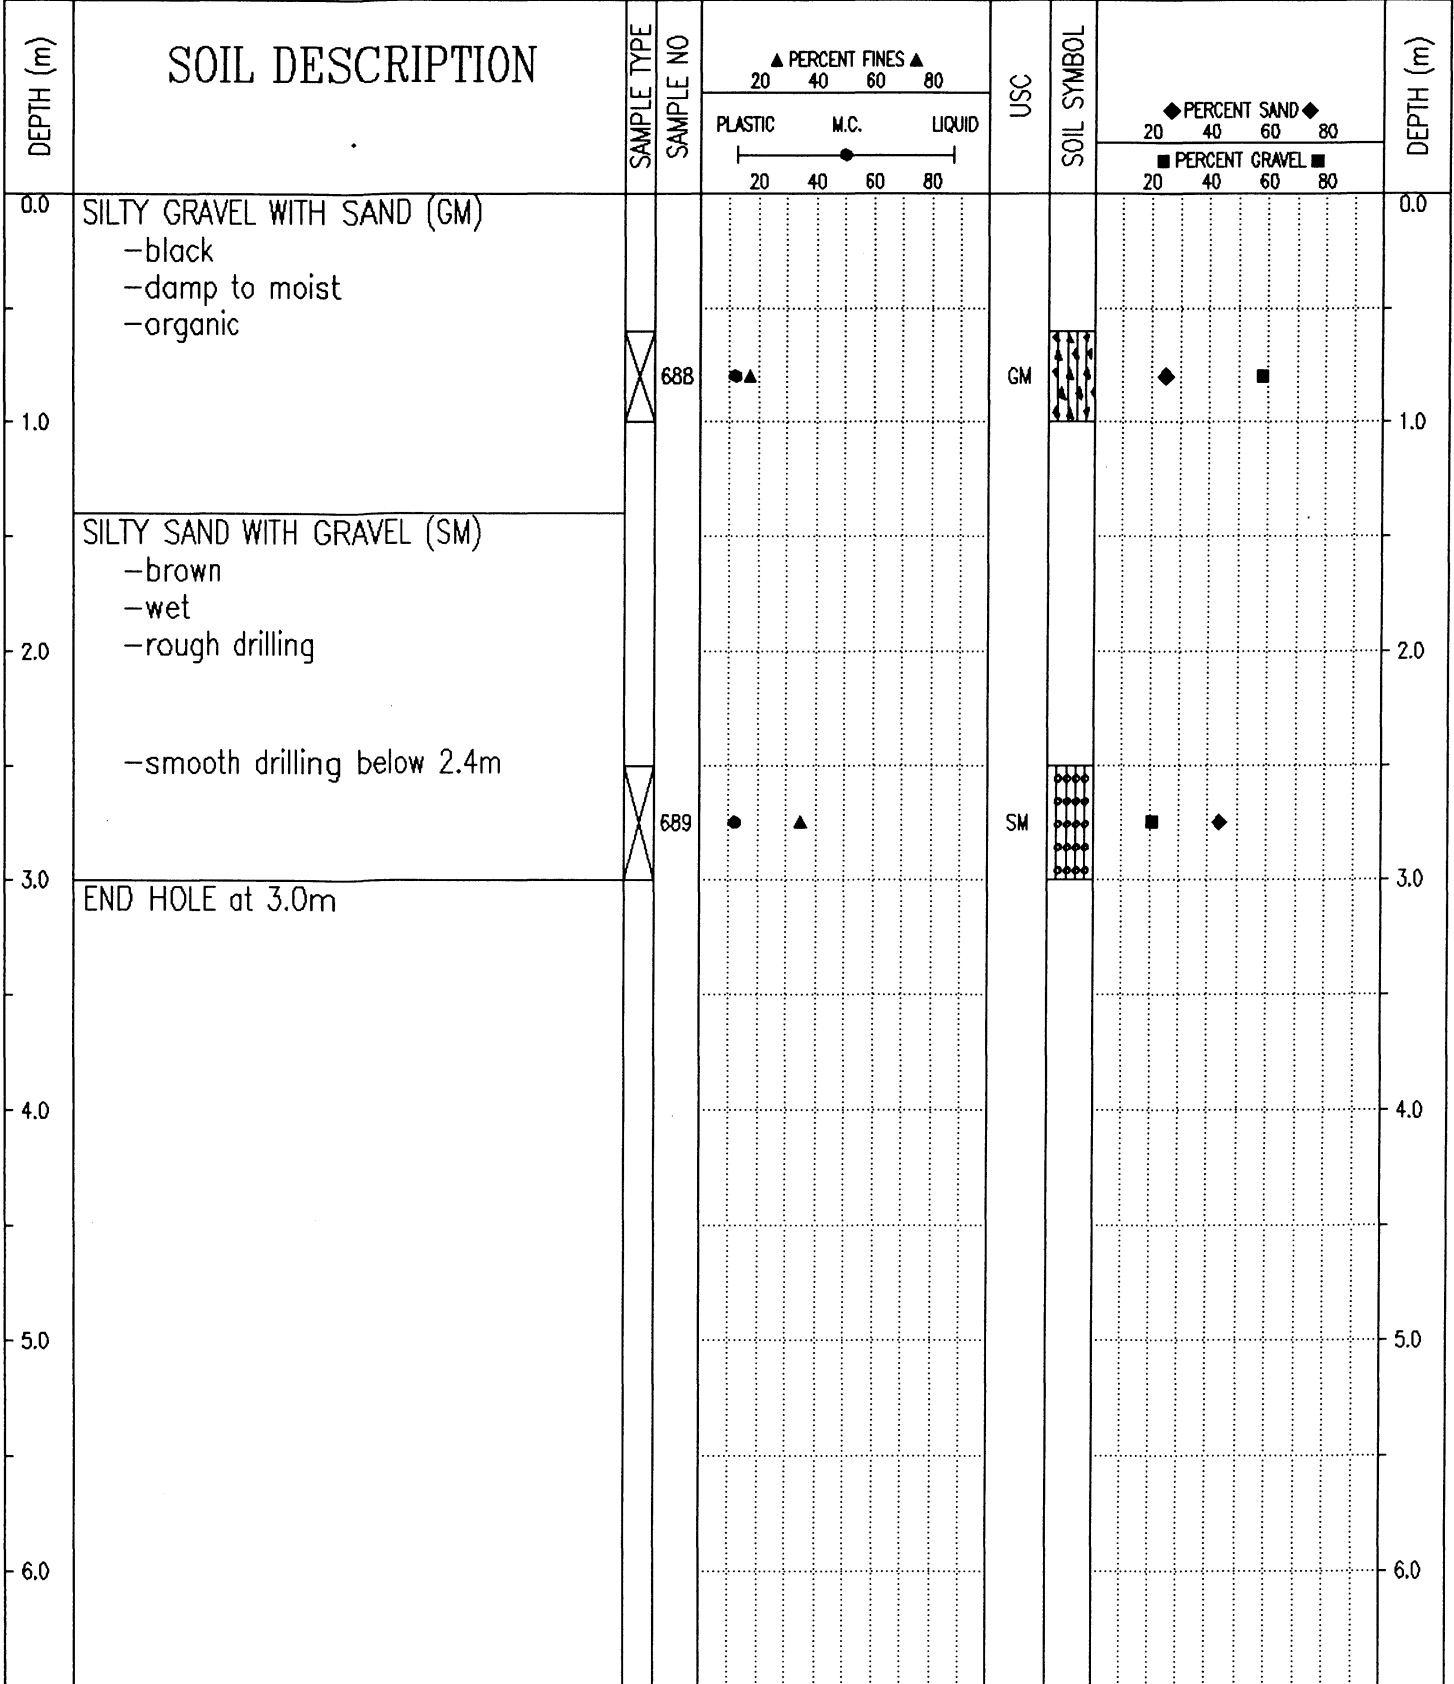 DEPTH (m)
SOIL DESCRIPTION
SAMPLE TYPE
SAMPLE NO
▲ PERCENT FINES ▲
20 40 60 80
PLASTIC M.C. LIQUID
20 40 60 80
USC
SOIL SYMBOL
◆ PERCENT SAND ◆
20 40 60 80
■ PERCENT GRAVEL ■
20 40 60 80
DEPTH (m)
0.0 SILTY GRAVEL WITH SAND (GM) 0.0
—black
—damp to moist
—organic
688 GM
1.0 1.0
SILTY SAND WITH GRAVEL (SM)
—brown
—wet
—rough drilling
2.0 2.0
—smooth drilling below 2.4m
689 SM
3.0 3.0
END HOLE at 3.0m
4.0 4.0
5.0 5.0
6.0 6.0